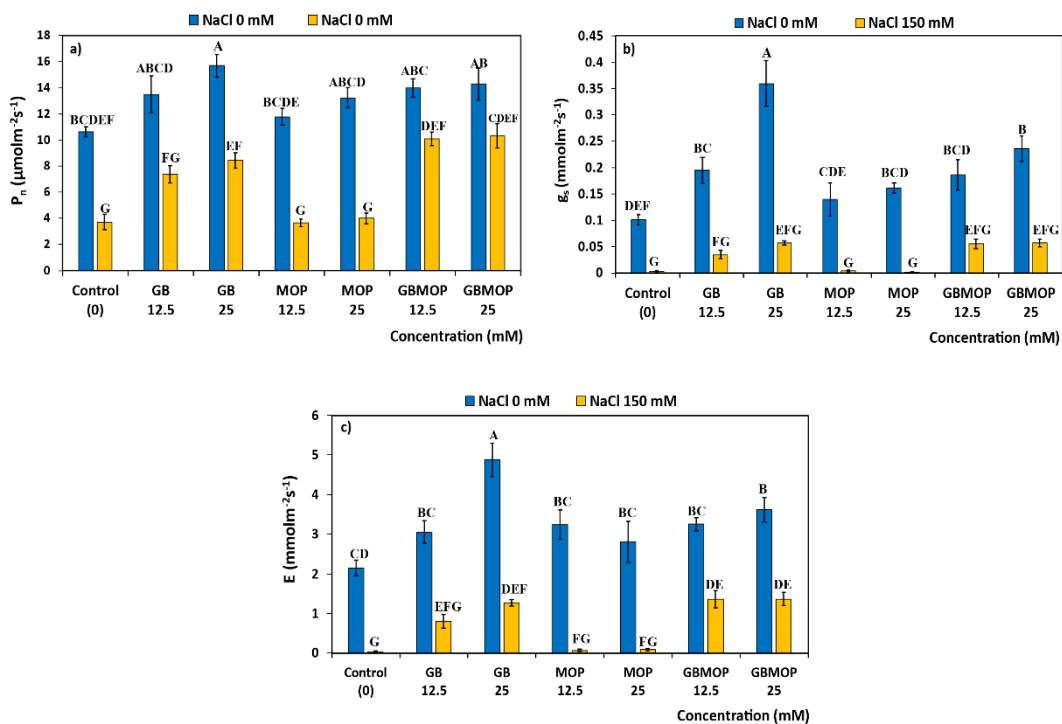 NaCl 0 mM NaCl 0 mM
a)
P_n (µmolm⁻²s⁻¹)
18
16
14
12
10
8
6
4
2
0
BCDEF G ABCD FG A EF BCDE G ABCD G ABC DEF AB CDEF
Control GB GB MOP MOP GBMOP GBMOP
(0) 12.5 25 12.5 25 12.5 25
Concentration (mM)
NaCl 0 mM NaCl 150 mM
b)
g_s (mmolm⁻²s⁻¹)
0.45
0.4
0.35
0.3
0.25
0.2
0.15
0.1
0.05
0
DEF G BC FG A EFG CDE G BCD G BCD EFG B EFG
Control GB GB MOP MOP GBMOP GBMOP
(0) 12.5 25 12.5 25 12.5 25
Concentration (mM)
NaCl 0 mM NaCl 150 mM
c)
E (mmolm⁻²s⁻¹)
6
5
4
3
2
1
0
CD G BC EFG A DEF BC FG BC FG BC DE B DE
Control GB GB MOP MOP GBMOP GBMOP
(0) 12.5 25 12.5 25 12.5 25
Concentration (mM)